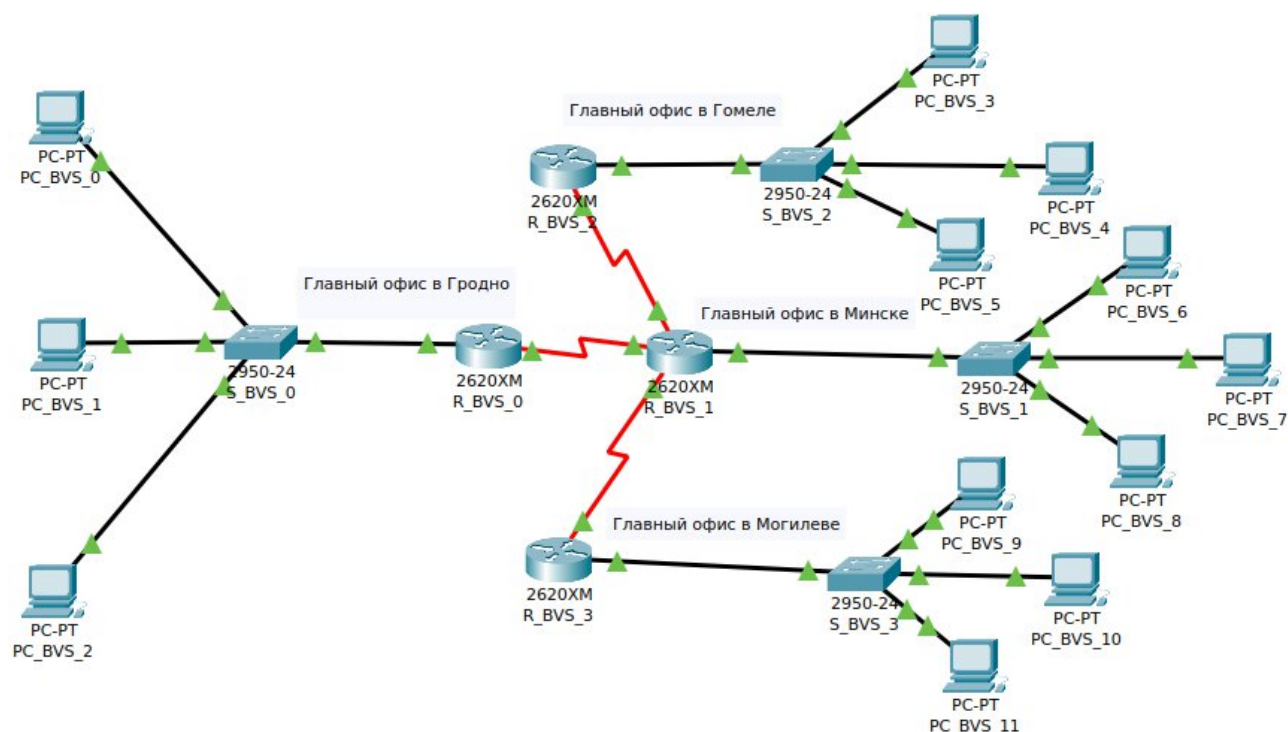 PC-PT
PC_BVS_0
PC-PT
PC_BVS_1
PC-PT
PC_BVS_2
2950-24
S_BVS_0
Главный офис в Гродно
2620XM
R_BVS_0
Главный офис в Гомеле
2620XM
R_BVS_2
2950-24
S_BVS_2
PC-PT
PC_BVS_3
PC-PT
PC_BVS_4
PC-PT
PC_BVS_5
Главный офис в Минске
2620XM
R_BVS_1
2950-24
S_BVS_1
PC-PT
PC_BVS_6
PC-PT
PC_BVS_7
PC-PT
PC_BVS_8
Главный офис в Могилеве
2620XM
R_BVS_3
2950-24
S_BVS_3
PC-PT
PC_BVS_9
PC-PT
PC_BVS_10
PC-PT
PC_BVS_11